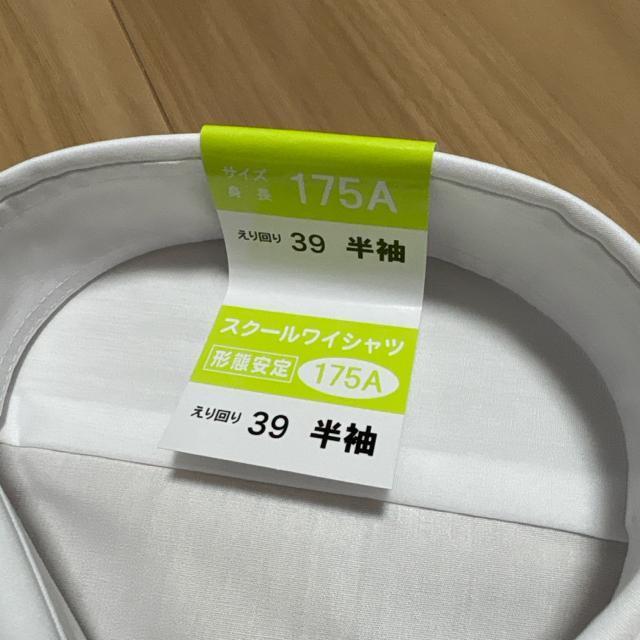 サイズ
身長 175A
えり回り 39 半袖
スクールワイシャツ
形態安定 175A
えり回り 39 半袖